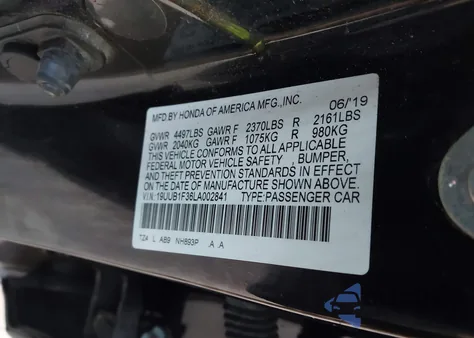 MFD.BY HONDA OF AMERICA MFG.,INC. 06/'19
GVWR 4497LBS GAWR F 2370LBS R 2161LBS
GVWR 2040KG GAWR F 1075KG R 980KG
THIS VEHICLE CONFORMS TO ALL APPLICABLE
FEDERAL MOTOR VEHICLE SAFETY , BUMPER,
AND THEFT PREVENTION STANDARDS IN EFFECT
ON THE DATE OF MANUFACTURE SHOWN ABOVE.
V.I.N.:19UUB1F36LA002841 TYPE:PASSENGER CAR
TZA L AB9 NH893P A A